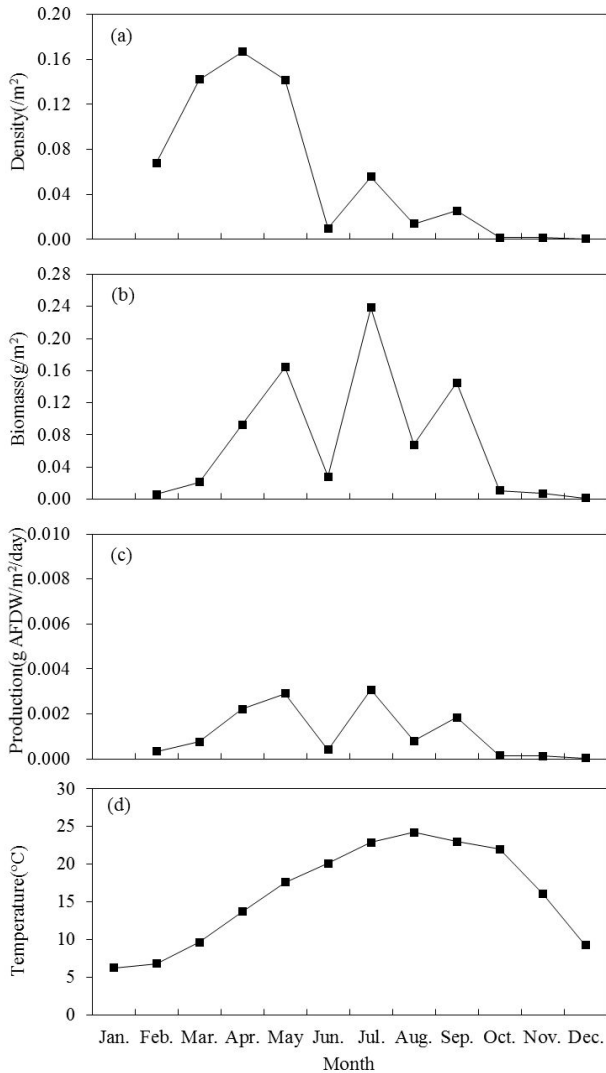 (a)
Density(/m²)
0.20
0.16
0.12
0.08
0.04
0.00
(b)
Biomass(g/m²)
0.28
0.24
0.20
0.16
0.12
0.08
0.04
0.00
(c)
Production(g AFDW/m²/day)
0.010
0.008
0.006
0.004
0.002
0.000
(d)
Temperature(°C)
30
25
20
15
10
5
0
Jan. Feb. Mar. Apr. May Jun. Jul. Aug. Sep. Oct. Nov. Dec.
Month